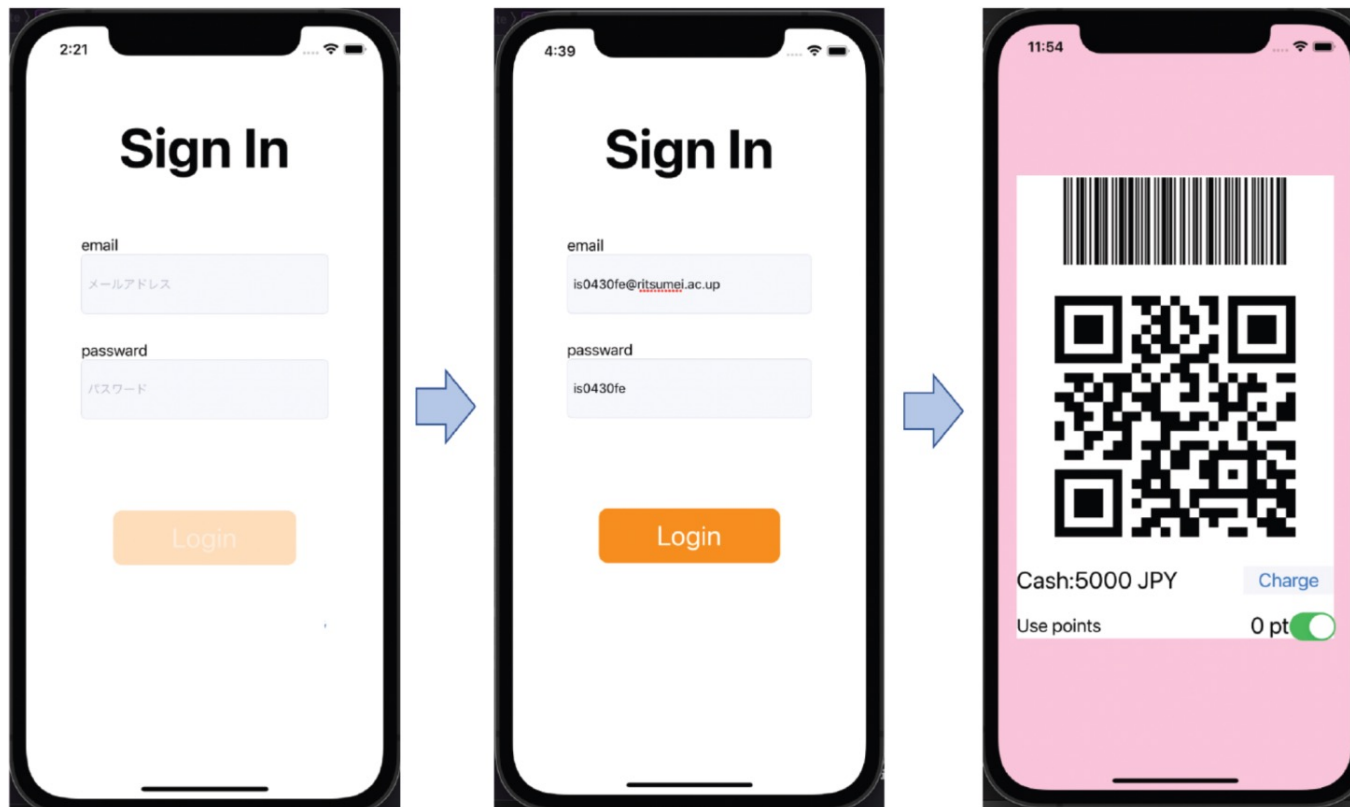 2:21
Sign In
email
メールアドレス
passward
パスワード
Login
4:39
Sign In
email
is0430fe@ritsumei.ac.up
passward
is0430fe
Login
11:54
Cash:5000 JPY
Charge
Use points
0 pt